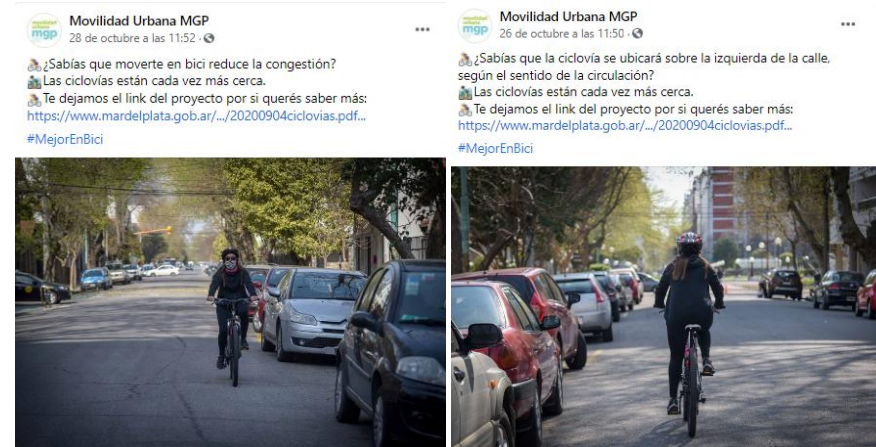 movilidad
urbana
mgp
Movilidad Urbana MGP
28 de octubre a las 11:52 ·
¿Sabías que moverte en bici reduce la congestión?
Las ciclovías están cada vez más cerca.
Te dejamos el link del proyecto por si querés saber más:
https://www.mardelplata.gob.ar/.../20200904ciclovias.pdf...
#MejorEnBici
movilidad
urbana
mgp
Movilidad Urbana MGP
26 de octubre a las 11:50 ·
¿Sabías que la ciclovía se ubicará sobre la izquierda de la calle,
según el sentido de la circulación?
Las ciclovías están cada vez más cerca.
Te dejamos el link del proyecto por si querés saber más:
https://www.mardelplata.gob.ar/.../20200904ciclovias.pdf...
#MejorEnBici